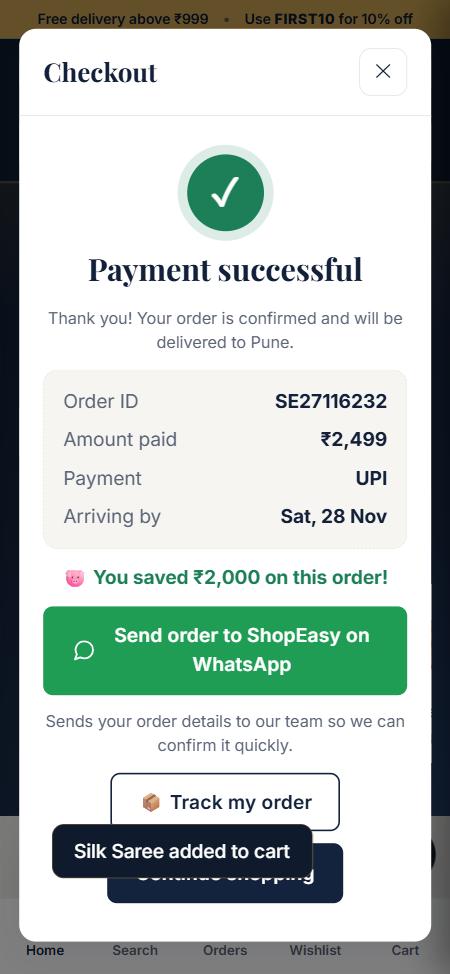 Free delivery above ₹999 • Use FIRST10 for 10% off
Checkout
Payment successful
Thank you! Your order is confirmed and will be
delivered to Pune.
Order ID SE27116232
Amount paid ₹2,499
Payment UPI
Arriving by Sat, 28 Nov
You saved ₹2,000 on this order!
Send order to ShopEasy on
WhatsApp
Sends your order details to our team so we can
confirm it quickly.
Track my order
Silk Saree added to cart
Continue shopping
Home Search Orders Wishlist Cart